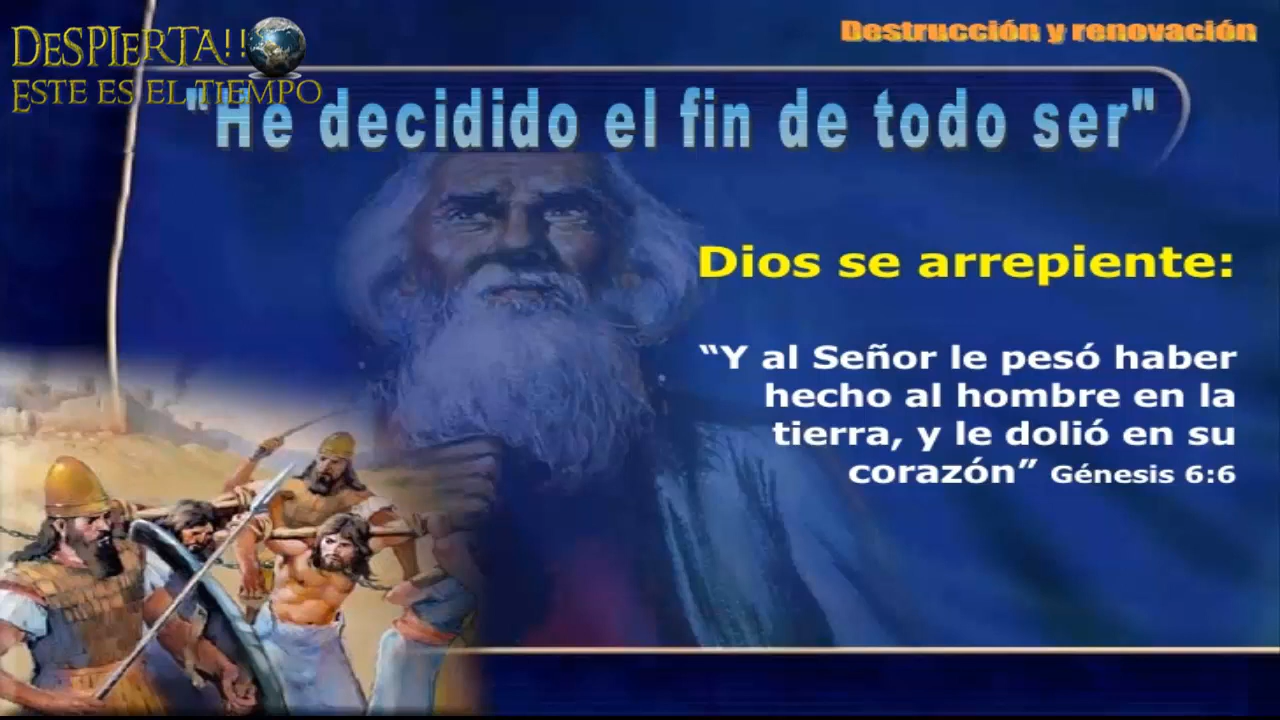 DESPIERTA!!
ESTE ES EL TIEMPO
Destrucción y renovación
"He decidido el fin de todo ser"
Dios se arrepiente:
“Y al Señor le pesó haber
hecho al hombre en la
tierra, y le dolió en su
corazón” Génesis 6:6